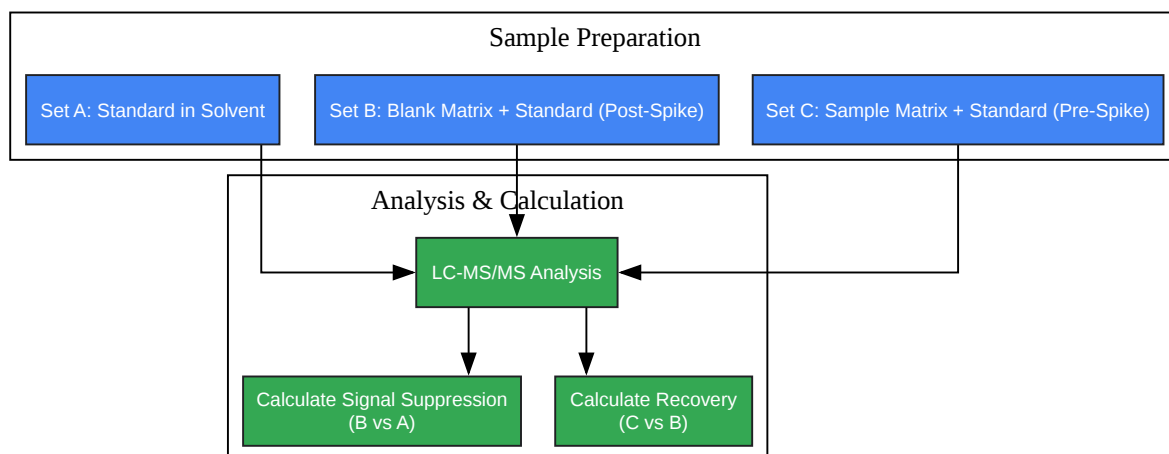 Sample Preparation
Set A: Standard in Solvent
Set B: Blank Matrix + Standard (Post-Spike)
Set C: Sample Matrix + Standard (Pre-Spike)
Analysis & Calculation
LC-MS/MS Analysis
Calculate Signal Suppression
(B vs A)
Calculate Recovery
(C vs B)